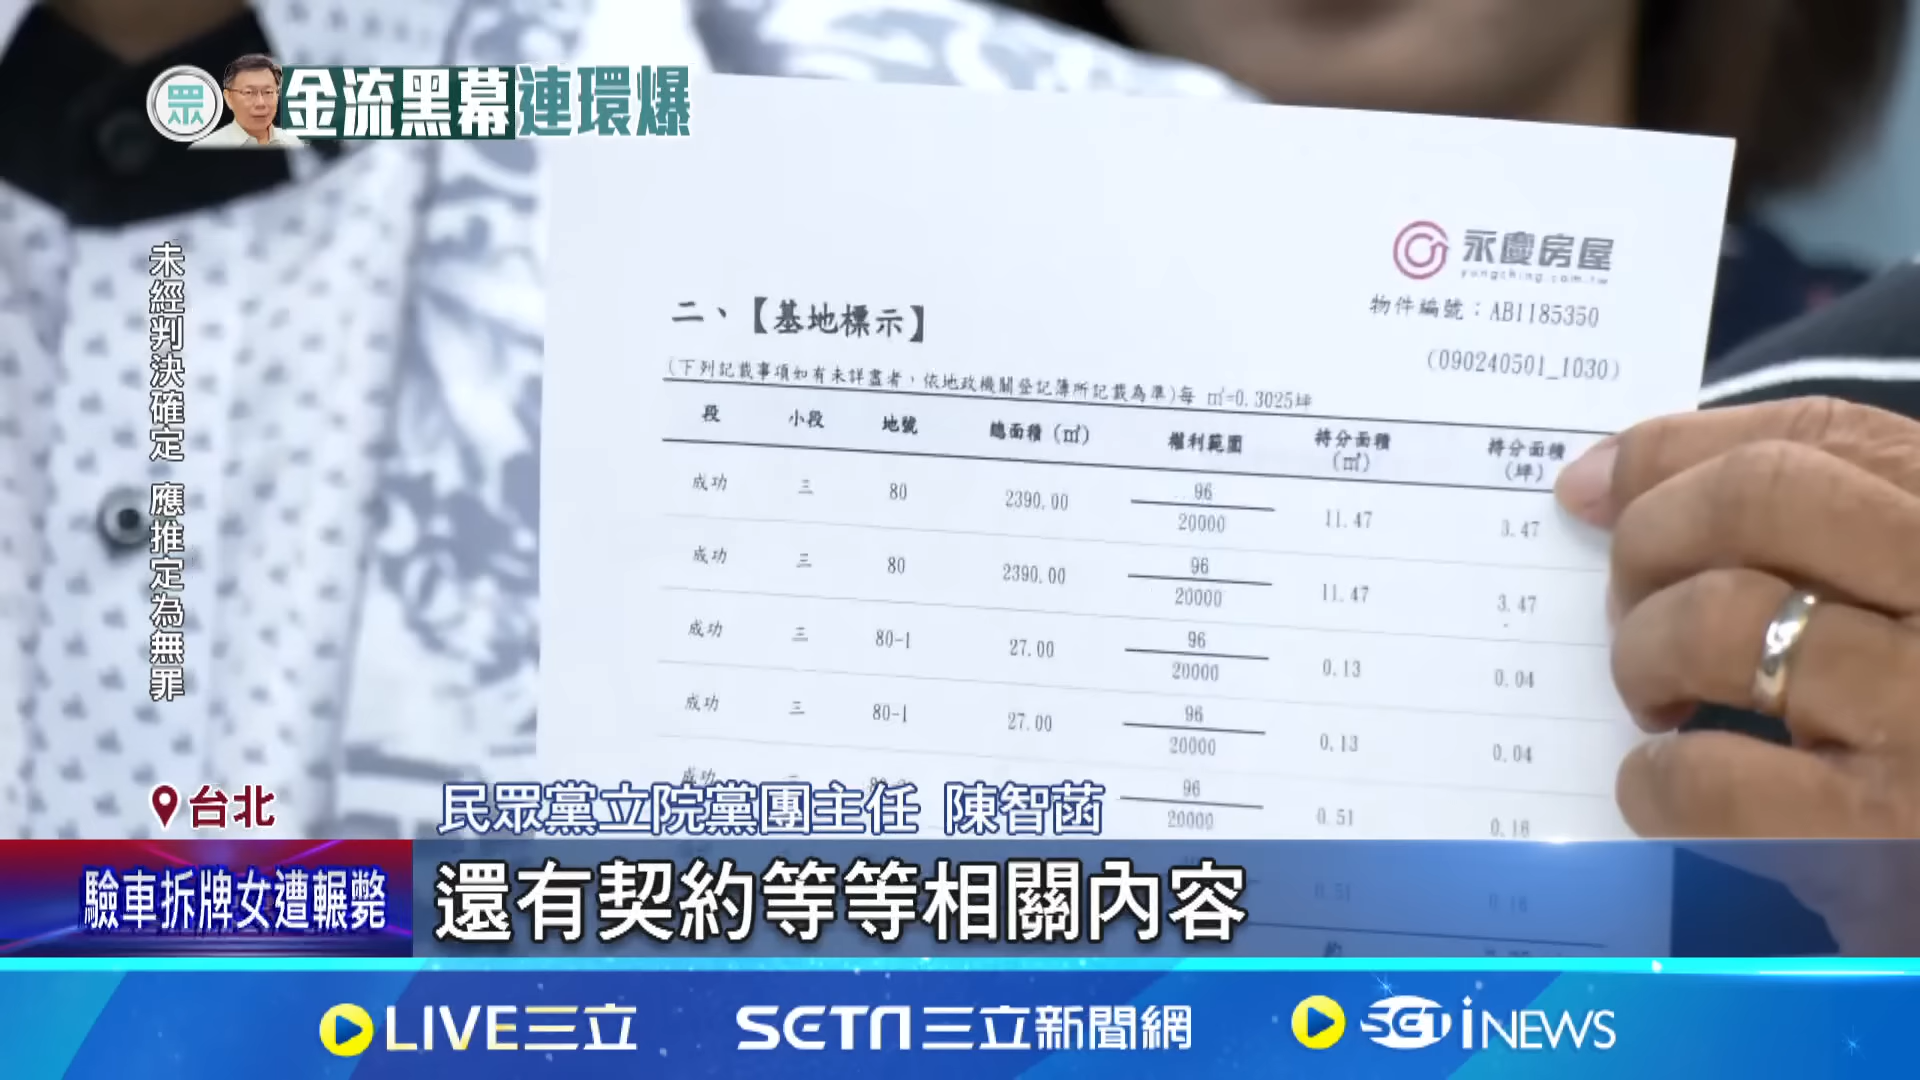 眾 金流黑幕連環爆
未經判決確定 應推定為無罪
永慶房屋
yungching.com.tw
物件編號：AB1185350
(090240501_1030)
二、【基地標示】
(下列記載事項如有未詳盡者，依地政機關登記簿所記載為準)每 ㎡=0.3025坪
段 小段 地號 總面積 (㎡) 權利範圍 持分面積 (㎡) 持分面積 (坪)
成功 三 80 2390.00 96/20000 11.47 3.47
成功 三 80 2390.00 96/20000 11.47 3.47
成功 三 80-1 27.00 96/20000 0.13 0.04
成功 三 80-1 27.00 96/20000 0.13 0.04
成功 96/20000 0.51 0.16
0.51 0.16
台北
民眾黨立院黨團主任 陳智菡
驗車拆牌女遭輾斃
還有契約等等相關內容
LIVE三立
SETN三立新聞網
SET iNEWS